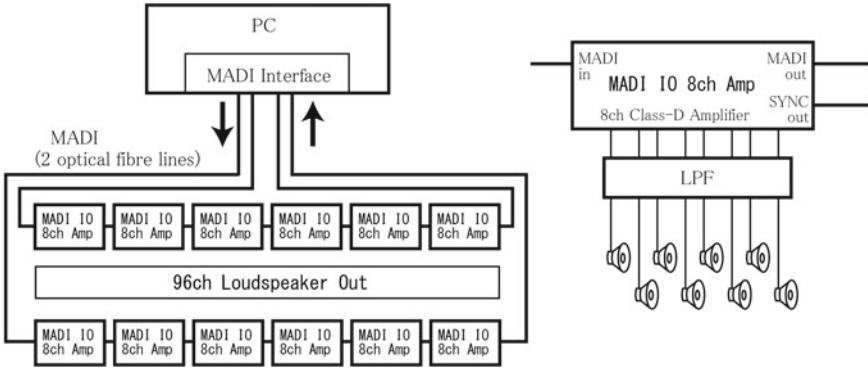 PC
MADI Interface
MADI
(2 optical fibre lines)
MADI IO
8ch Amp
MADI IO
8ch Amp
MADI IO
8ch Amp
MADI IO
8ch Amp
MADI IO
8ch Amp
MADI IO
8ch Amp
96ch Loudspeaker Out
MADI IO
8ch Amp
MADI IO
8ch Amp
MADI IO
8ch Amp
MADI IO
8ch Amp
MADI IO
8ch Amp
MADI IO
8ch Amp
MADI
in
MADI IO 8ch Amp
8ch Class-D Amplifier
MADI
out
SYNC
out
LPF